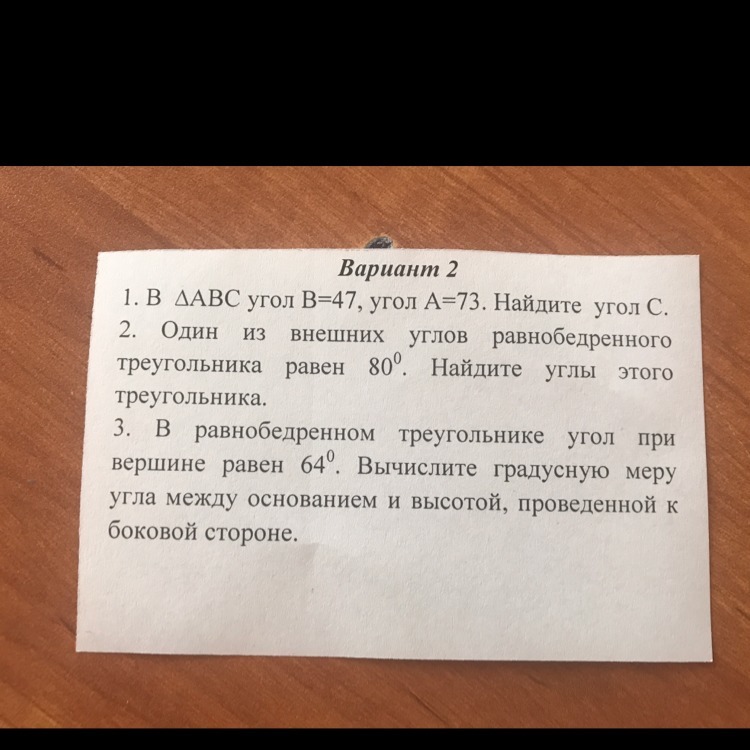 Вариант 2
1. В ΔАВС угол В=47, угол А=73. Найдите угол С.
2. Один из внешних углов равнобедренного
треугольника равен 80⁰. Найдите углы этого
треугольника.
3. В равнобедренном треугольнике угол при
вершине равен 64⁰. Вычислите градусную меру
угла между основанием и высотой, проведенной к
боковой стороне.